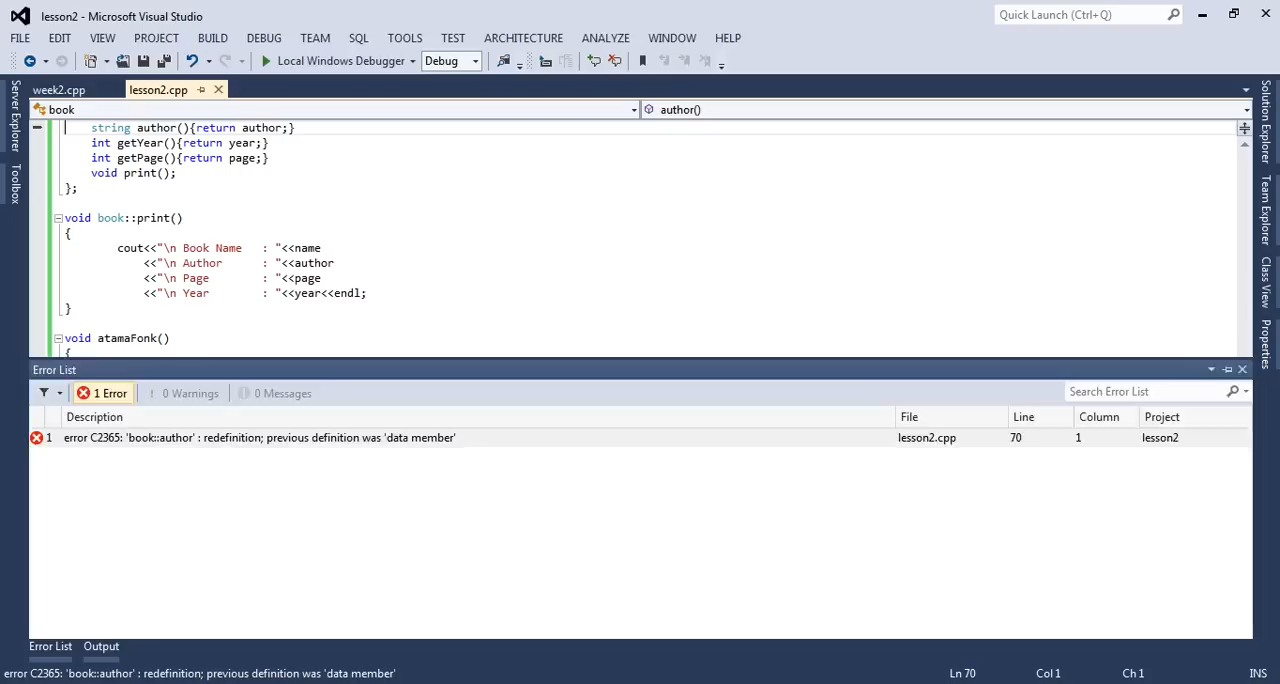 lesson2 - Microsoft Visual Studio
Quick Launch (Ctrl+Q)
FILE EDIT VIEW PROJECT BUILD DEBUG TEAM SQL TOOLS TEST ARCHITECTURE ANALYZE WINDOW HELP
Local Windows Debugger Debug
Server Explorer
Toolbox
week2.cpp lesson2.cpp
book author()
string author(){return author;}
int getYear(){return year;}
int getPage(){return page;}
void print();
};
void book::print()
{
cout<<"\n Book Name : "<<name
<<"\n Author : "<<author
<<"\n Page : "<<page
<<"\n Year : "<<year<<endl;
}
void atamaFonk()
{
Solution Explorer
Team Explorer
Class View
Properties
Error List
1 Error 0 Warnings 0 Messages Search Error List
Description File Line Column Project
1 error C2365: 'book::author' : redefinition; previous definition was 'data member' lesson2.cpp 70 1 lesson2
Error List Output
error C2365: 'book::author' : redefinition; previous definition was 'data member' Ln 70 Col 1 Ch 1 INS